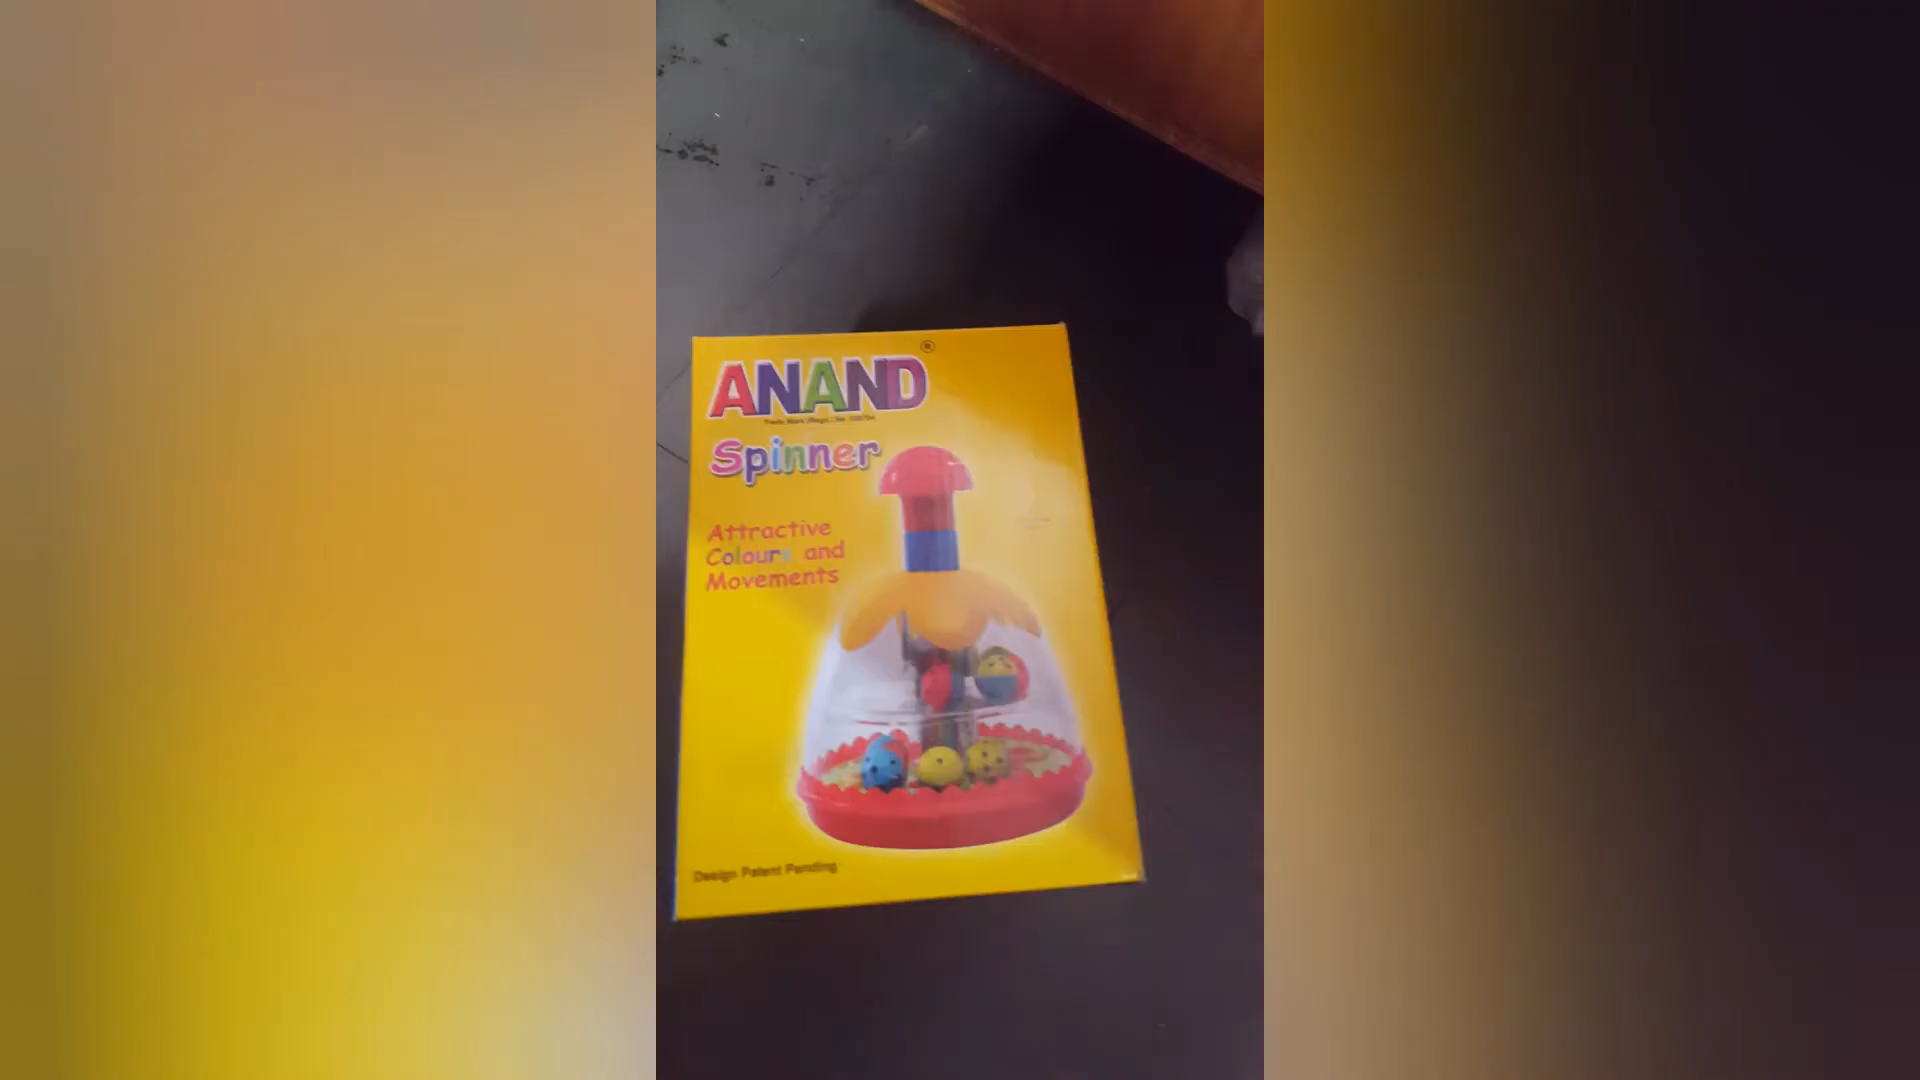 ANAND
®
Spinner
Attractive
Colours and
Movements
Design Patent Pending